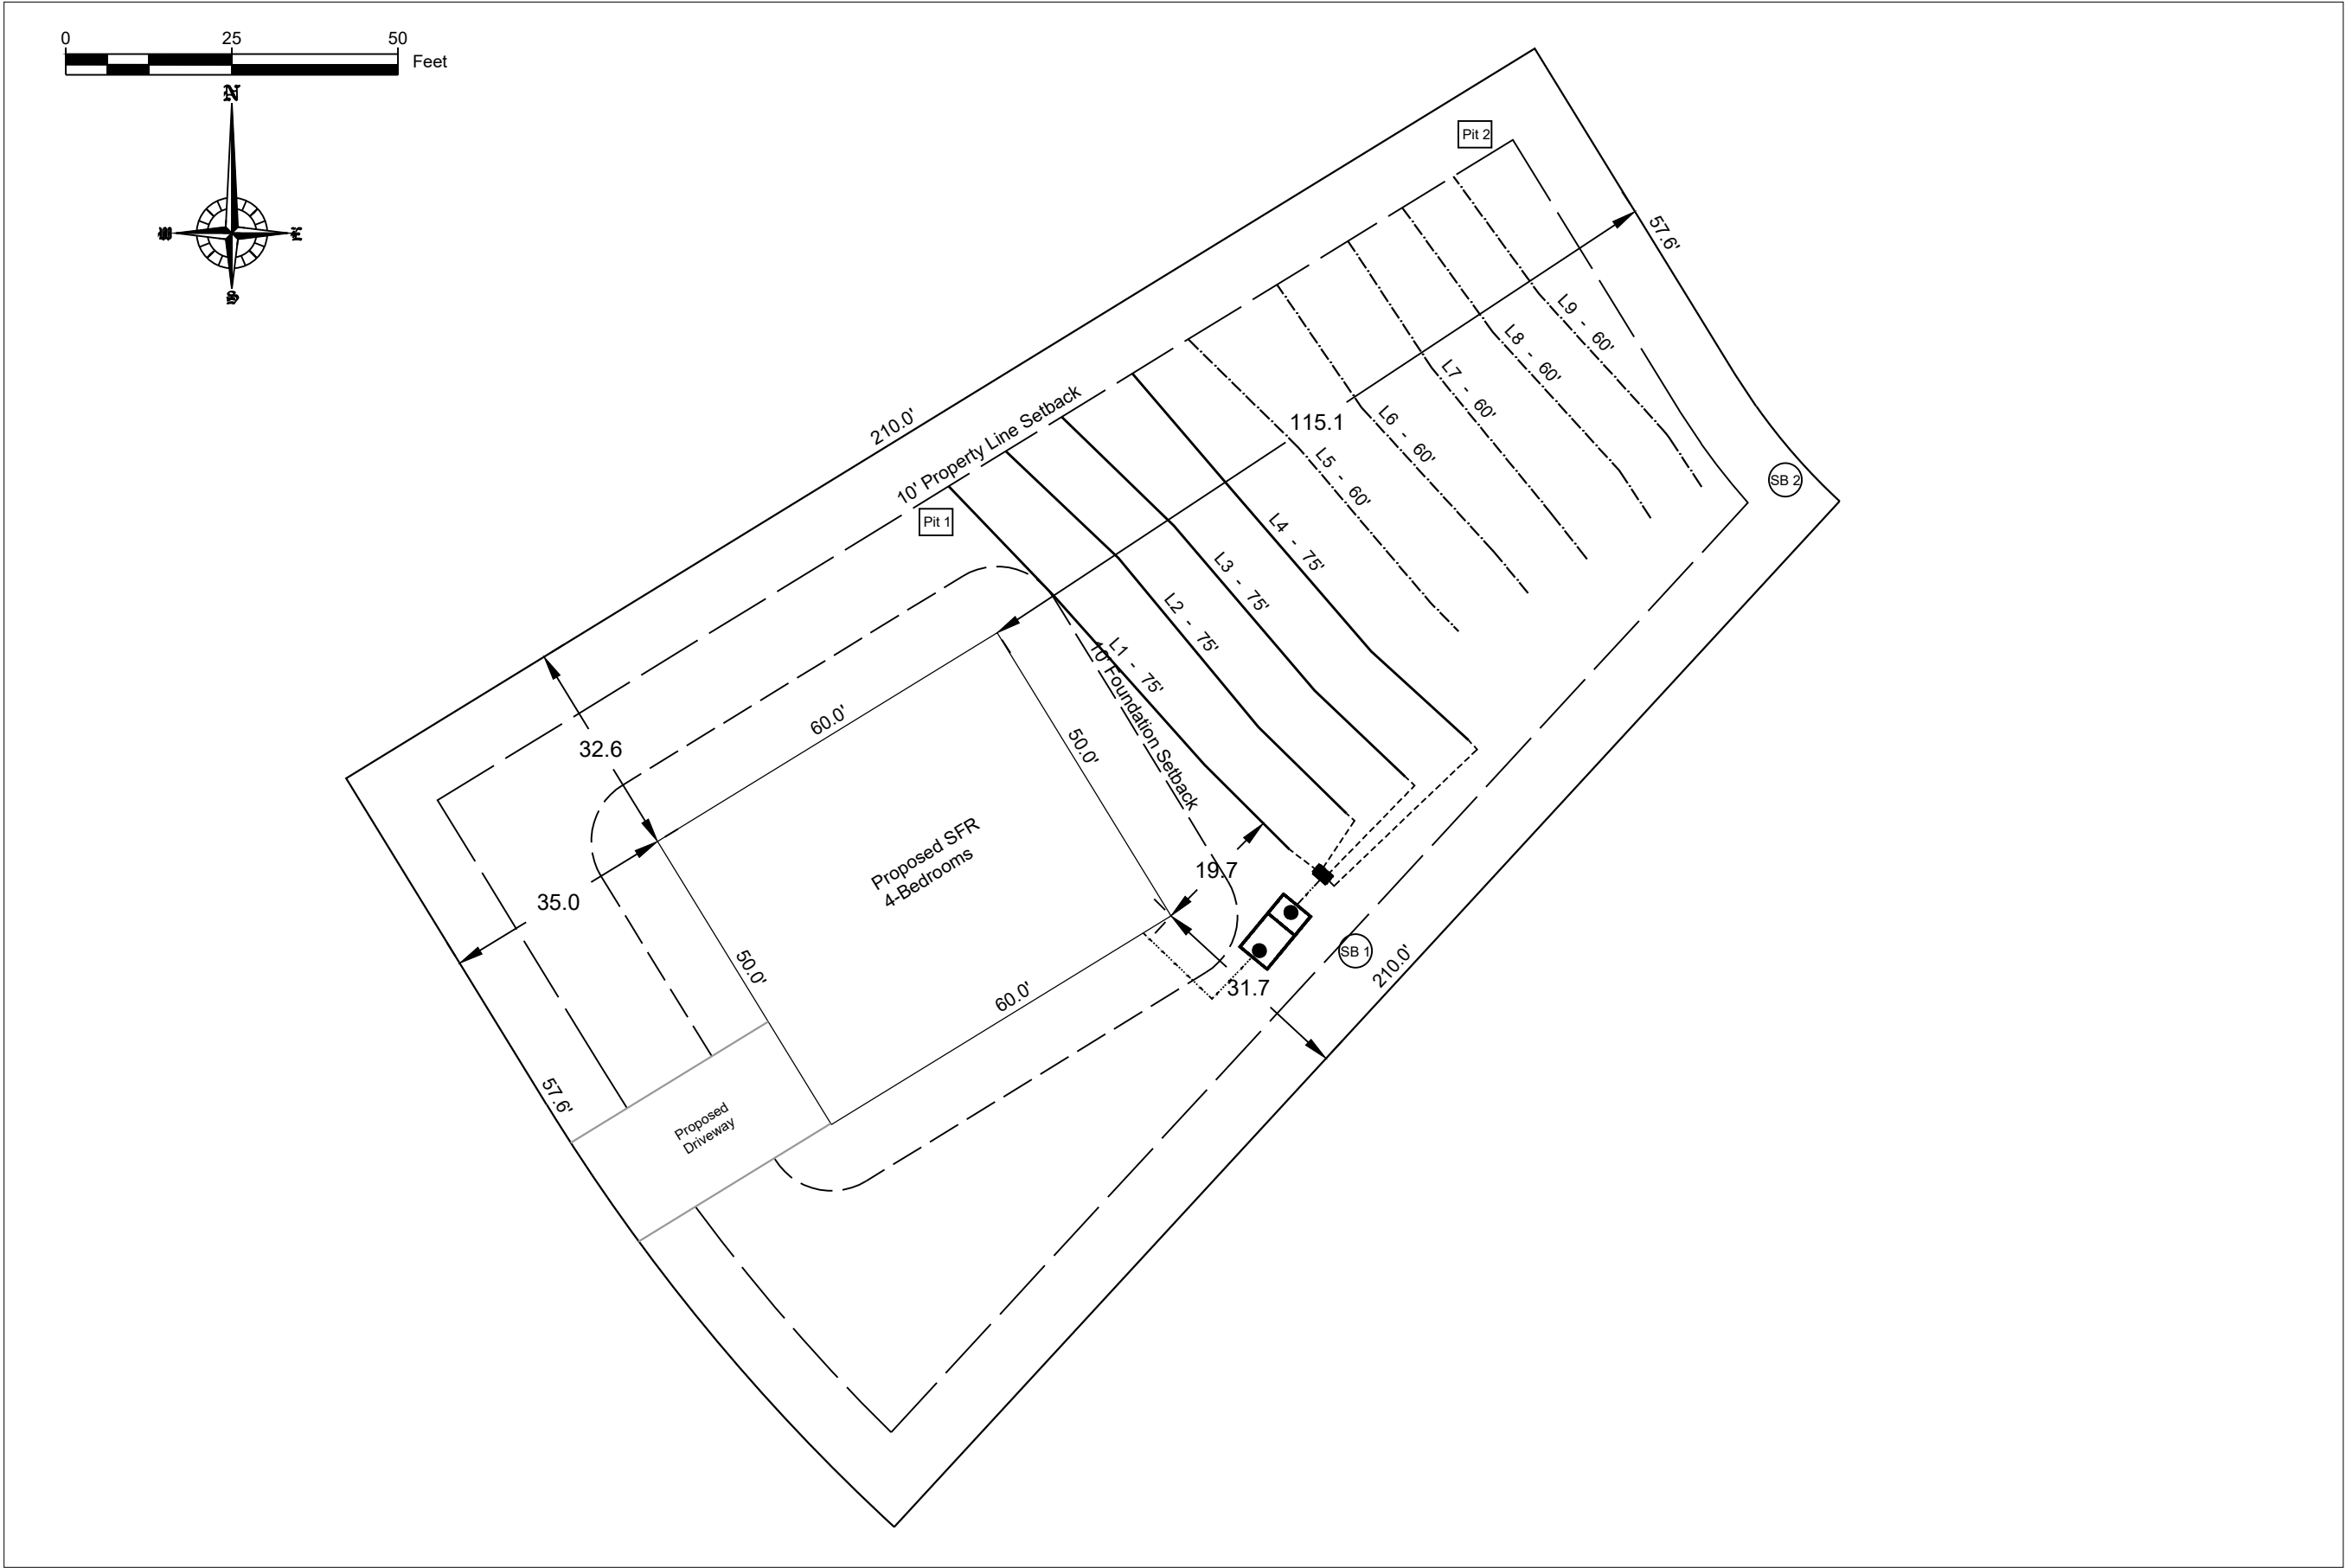 0 25 50
Feet
N
W E
S
Pit 2
57.6'
L9 - 60'
L8 - 60'
L7 - 60'
L6 - 60'
115.1
L5 - 60'
SB 2
210.0'
10' Property Line Setback
Pit 1
L4 - 75'
L3 - 75'
L2 - 75'
L1 - 75'
10' Foundation Setback
32.6
60.0'
50.0'
Proposed SFR
4-Bedrooms
19.7
35.0
50.0'
60.0'
31.7
SB 1
210.0'
57.6'
Proposed
Driveway